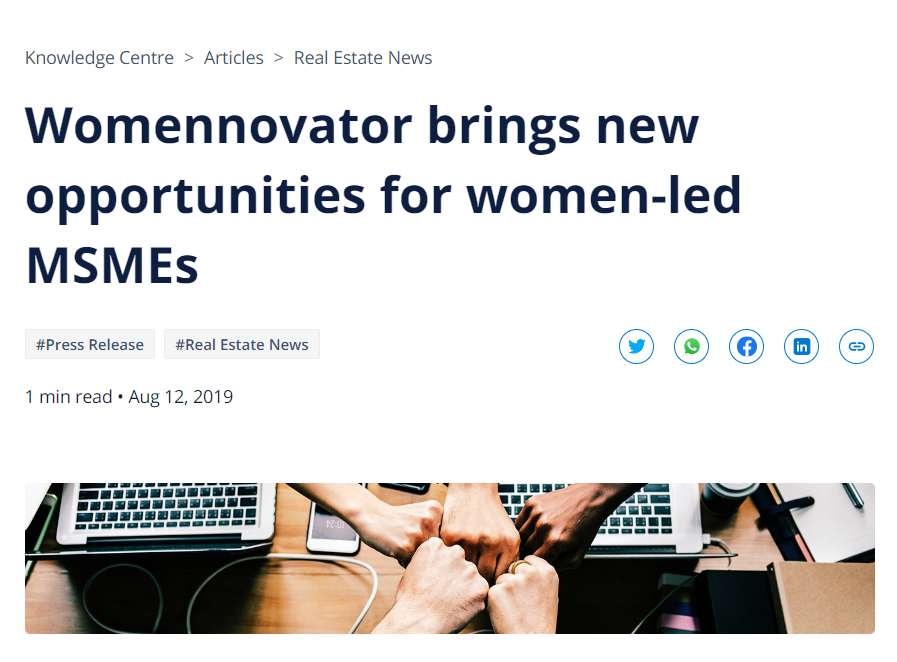 Knowledge Centre > Articles > Real Estate News
Womennovator brings new
opportunities for women-led
MSMEs
#Press Release #Real Estate News
1 min read • Aug 12, 2019